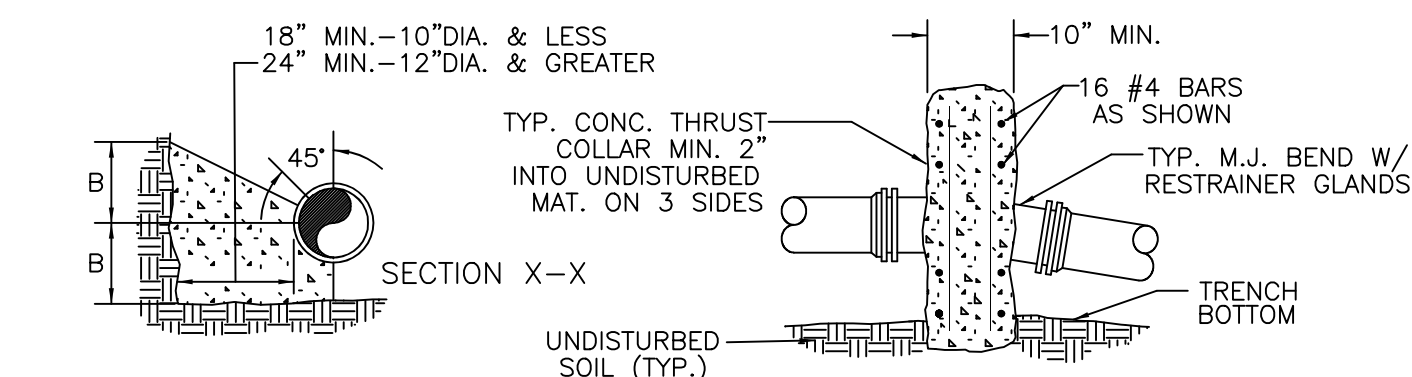 18" MIN.-10"DIA. & LESS
24" MIN.-12"DIA. & GREATER
45°
B
B
SECTION X-X
10" MIN.
16 #4 BARS
AS SHOWN
TYP. CONC. THRUST
COLLAR MIN. 2"
INTO UNDISTURBED
MAT. ON 3 SIDES
TYP. M.J. BEND W/
RESTRAINER GLANDS
TRENCH
BOTTOM
UNDISTURBED
SOIL (TYP.)